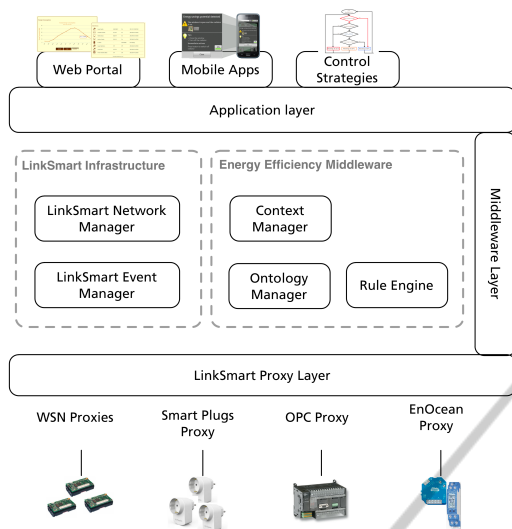 Web Portal
Mobile Apps
Control
Strategies
Application layer
LinkSmart Infrastructure
Energy Efficiency Middleware
LinkSmart Network
Manager
Context
Manager
LinkSmart Event
Manager
Ontology
Manager
Rule Engine
Middleware Layer
LinkSmart Proxy Layer
WSN Proxies
Smart Plugs
Proxy
OPC Proxy
EnOcean
Proxy